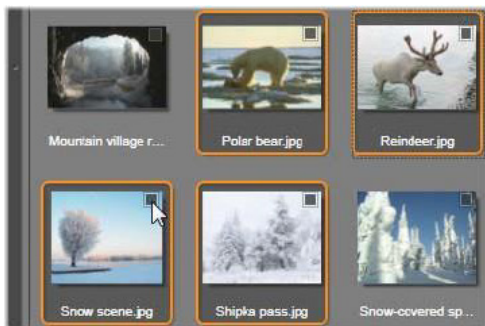 Mountain village r...
Polar bear.jpg
Reindeer.jpg
Snow scene.jpg
Shipka pass.jpg
Snow-covered sp...